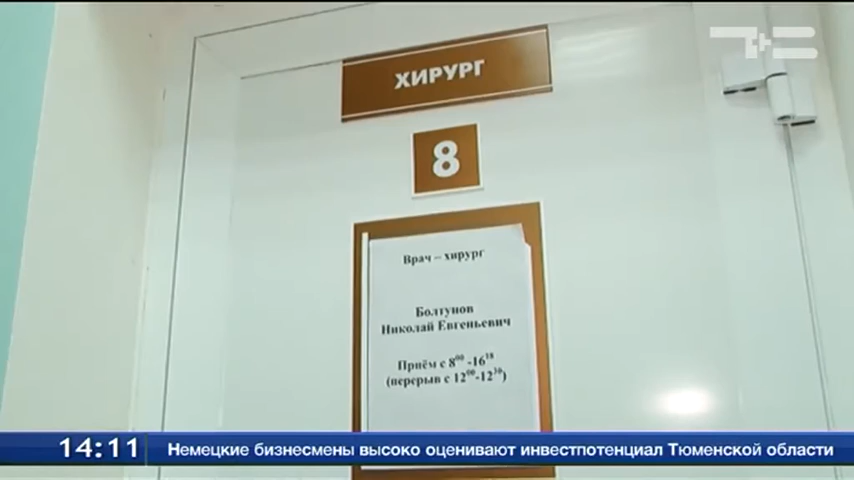 ХИРУРГ
8
Врач – хирург
Болтунов
Николай Евгеньевич
Приём с 8⁰⁰ -16¹⁸
(перерыв с 12⁰⁰-12³⁰)
14:11 Немецкие бизнесмены высоко оценивают инвестпотенциал Тюменской области